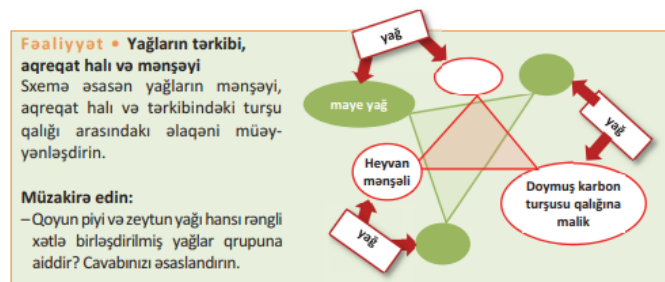 Fəaliyyət • Yağların tərkibi,
aqreqat halı və mənşəyi
Sxemə əsasən yağların mənşəyi,
aqreqat halı və tərkibindəki turşu
qalığı arasındakı əlaqəni müəy-
yənləşdirin.
Müzakirə edin:
– Qoyun piyi və zeytun yağı hansı rəngli
xətlə birləşdirilmiş yağlar qrupuna
aiddir? Cavabınızı əsaslandırın.
yağ
maye yağ
yağ
Heyvan
mənşəli
Doymuş karbon
turşusu qalığına
malik
yağ